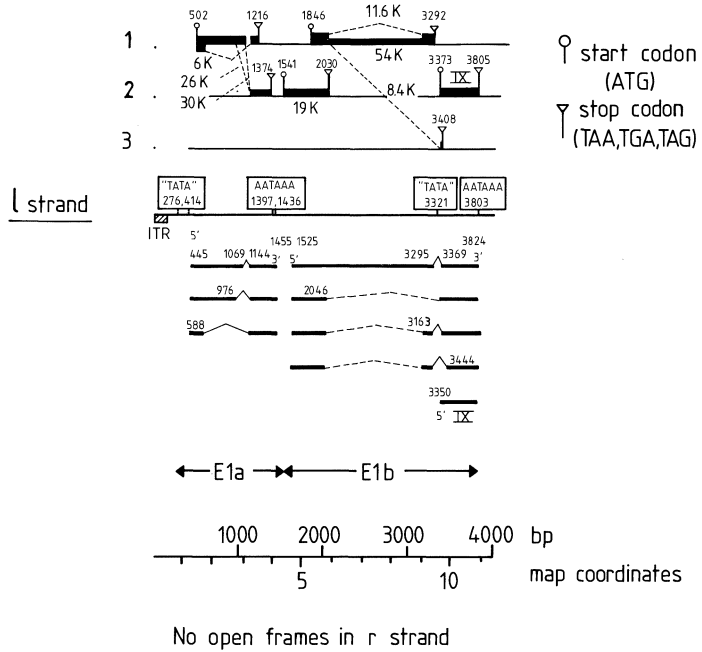 11.6 K
502 1216 1846 3292
1 .
6 K 54K
26 K 1374 1541 2030 8.4 K 3373 IX 3805
2 .
30 K 19 K
3408
3 .
start codon
(ATG)
stop codon
(TAA,TGA,TAG)
l strand
"TATA" AATAAA "TATA" AATAAA
276,414 1397,1436 3321 3803
ITR 5' 1455 1525 3824
445 1069 1144 3' 5' 3295 3369 3'
976 2046
588 3163
3444
3350
5' IX
E1a E1b
1000 2000 3000 4000 bp
5 10 map coordinates
No open frames in r strand